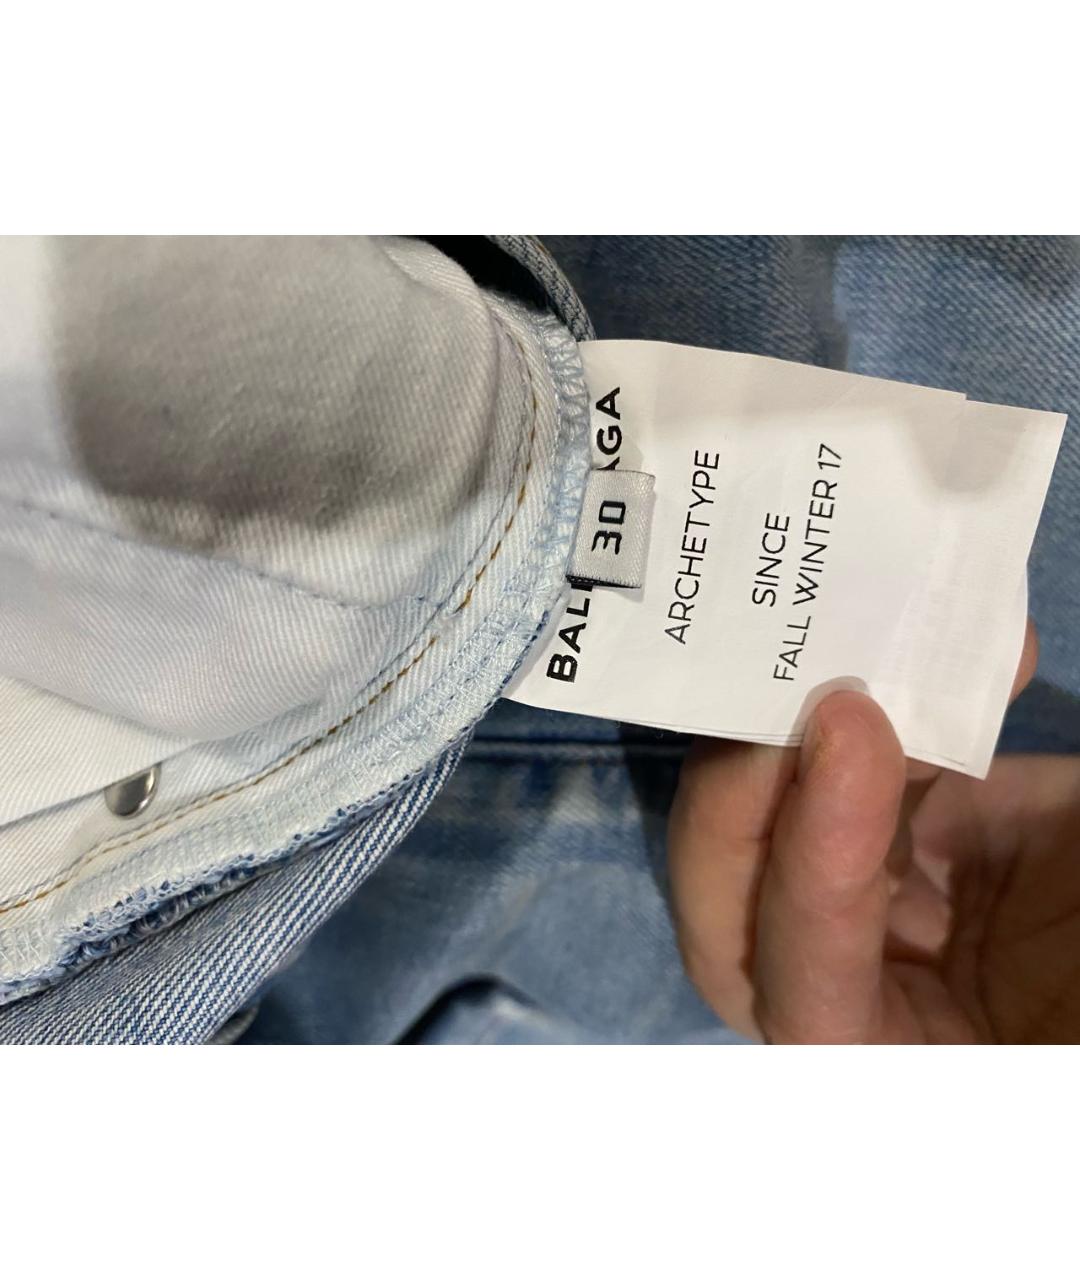 BAL AGA
30
ARCHETYPE
SINCE
FALL WINTER 17